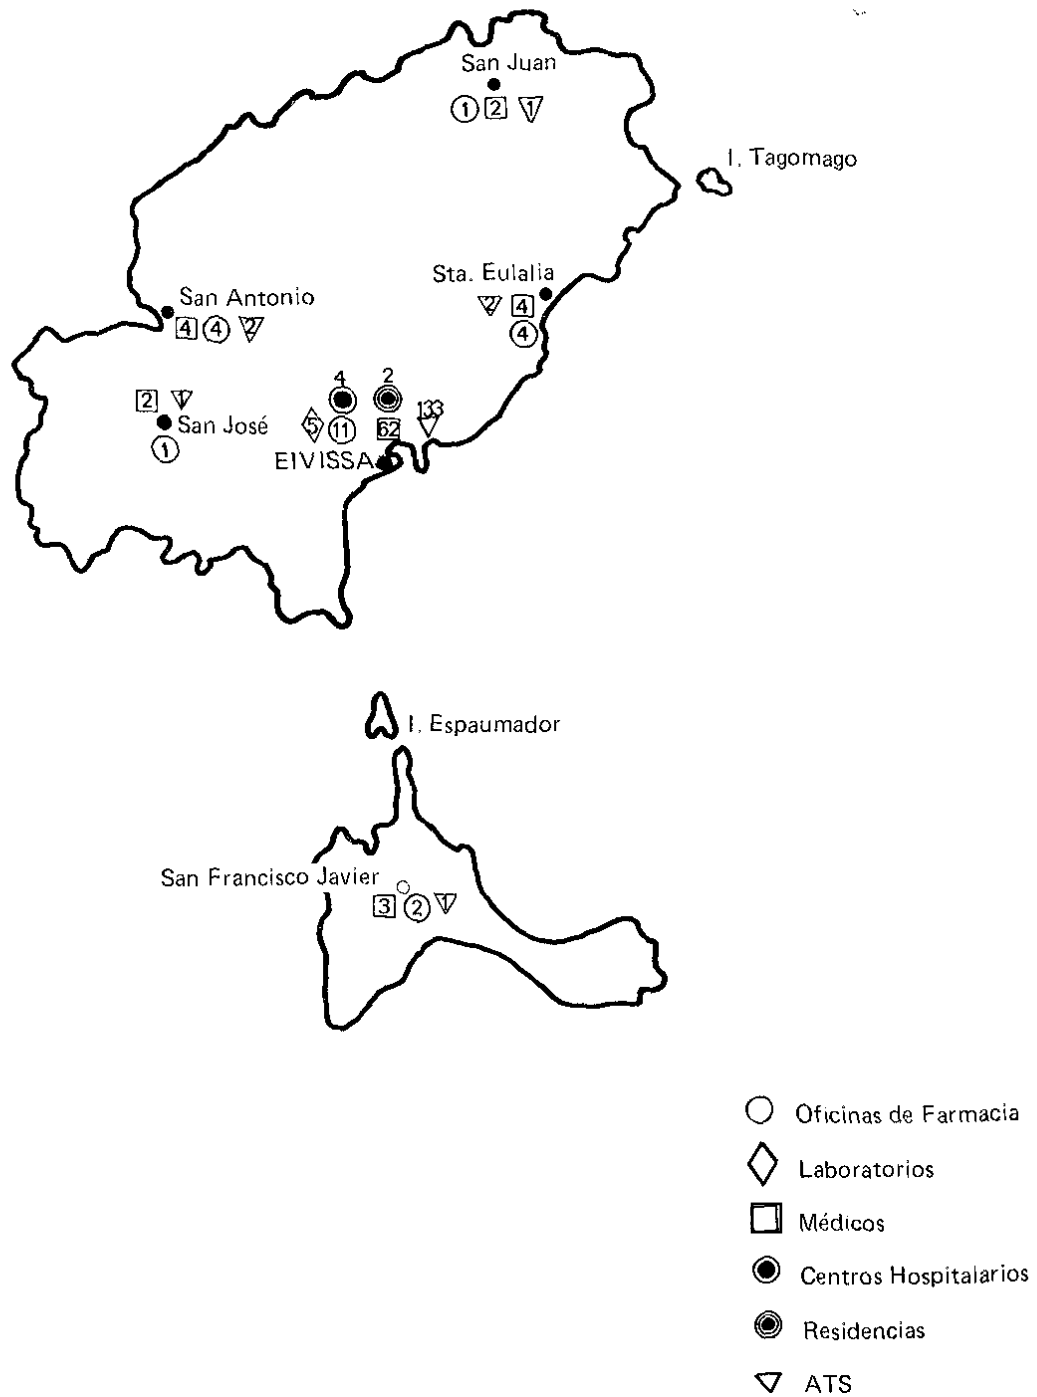 San Juan
1 2 1
I. Tagomago
Sta. Eulalia
2 4
4
San Antonio
4 4 2
2 1
San José
1
4 2
133
5 11 62
EIVISSA
I. Espaumador
San Francisco Javier
3 2 1
Oficinas de Farmacia
Laboratorios
Médicos
Centros Hospitalarios
Residencias
ATS